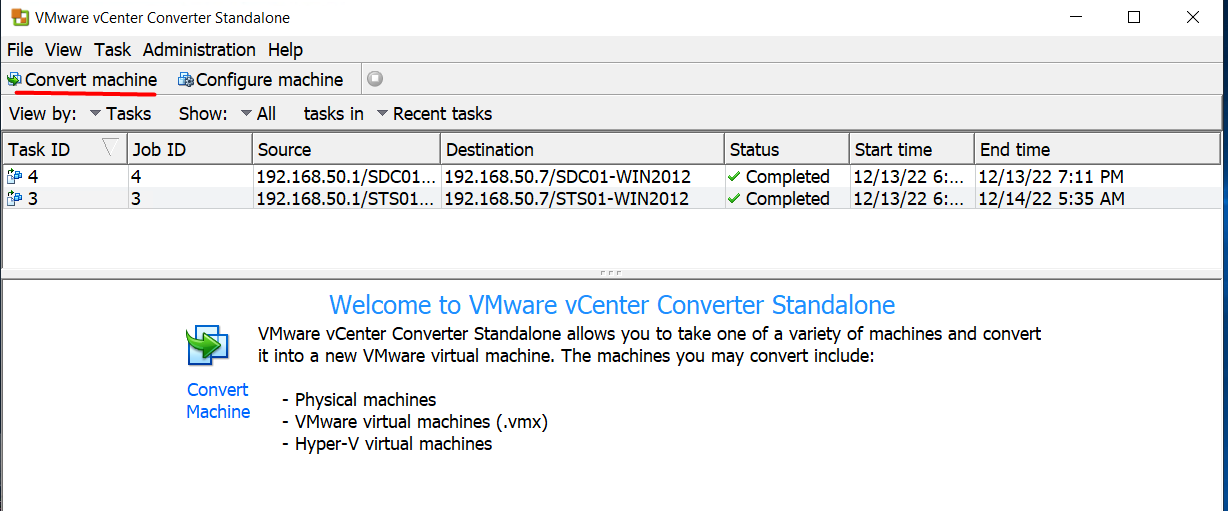 VMware vCenter Converter Standalone
File View Task Administration Help
Convert machine Configure machine
View by: Tasks Show: All tasks in Recent tasks
Task ID Job ID Source Destination Status Start time End time
4 4 192.168.50.1/SDC01... 192.168.50.7/SDC01-WIN2012 Completed 12/13/22 6:... 12/13/22 7:11 PM
3 3 192.168.50.1/STS01... 192.168.50.7/STS01-WIN2012 Completed 12/13/22 6:... 12/14/22 5:35 AM
Welcome to VMware vCenter Converter Standalone
VMware vCenter Converter Standalone allows you to take one of a variety of machines and convert
it into a new VMware virtual machine. The machines you may convert include:
Convert
Machine
- Physical machines
- VMware virtual machines (.vmx)
- Hyper-V virtual machines